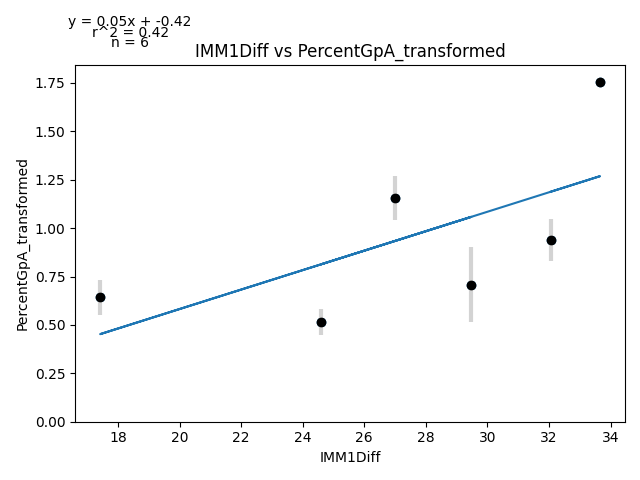 y = 0.05x + -0.42
r^2 = 0.42
n = 6
IMM1Diff vs PercentGpA_transformed
PercentGpA_transformed
1.75
1.50
1.25
1.00
0.75
0.50
0.25
0.00
18 20 22 24 26 28 30 32 34
IMM1Diff